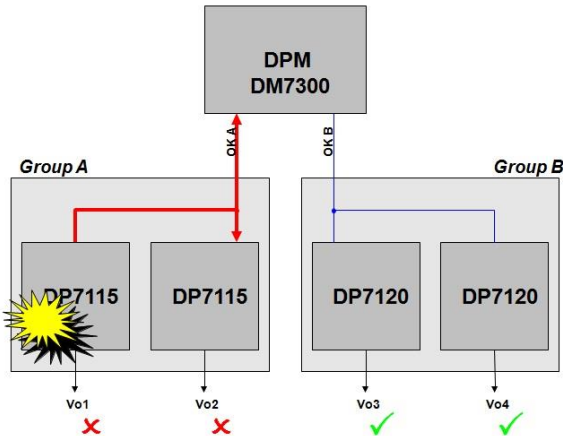 DPM
DM7300
OK A
OK B
Group A
Group B
DP7115
DP7115
DP7120
DP7120
Vo1
Vo2
Vo3
Vo4